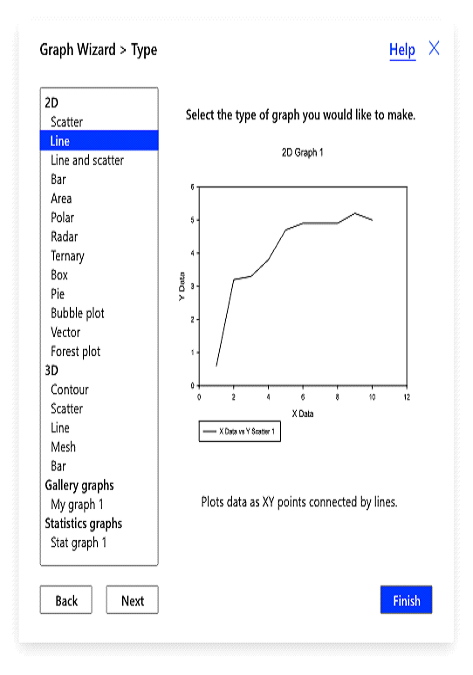 Graph Wizard > Type
Help X
2D
Scatter
Line
Line and scatter
Bar
Area
Polar
Radar
Ternary
Box
Pie
Bubble plot
Vector
Forest plot
3D
Contour
Scatter
Line
Mesh
Bar
Gallery graphs
My graph 1
Statistics graphs
Stat graph 1
Select the type of graph you would like to make.
2D Graph 1
6
5
4
3
2
1
0
Y Data
0 2 4 6 8 10 12
X Data
X Data vs Y Scatter 1
Plots data as XY points connected by lines.
Back Next Finish